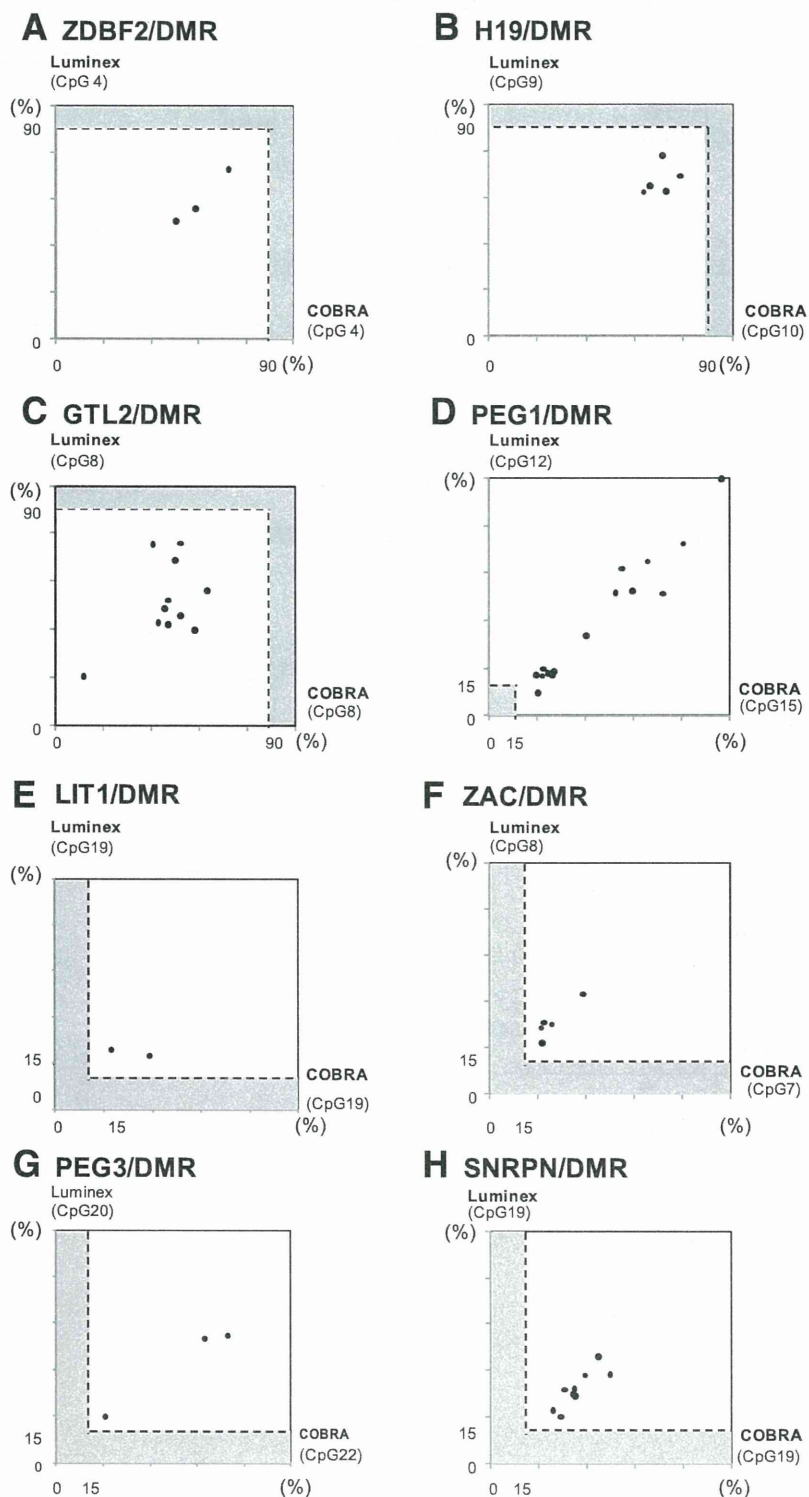 A ZDBF2/DMR
Luminex
(CpG 4)
(%)
90
0
0
90 (%)
COBRA
(CpG 4)
B H19/DMR
Luminex
(CpG9)
(%)
90
0
0
90 (%)
COBRA
(CpG10)
C GTL2/DMR
Luminex
(CpG8)
(%)
90
0
0
90 (%)
COBRA
(CpG8)
D PEG1/DMR
Luminex
(CpG12)
(%)
15
0
0 15
(%)
COBRA
(CpG15)
E LIT1/DMR
Luminex
(CpG19)
(%)
15
0
0 15
(%)
COBRA
(CpG19)
F ZAC/DMR
Luminex
(CpG8)
(%)
15
0
0 15
(%)
COBRA
(CpG7)
G PEG3/DMR
Luminex
(CpG20)
(%)
15
0
0 15
(%)
COBRA
(CpG22)
H SNRPN/DMR
Luminex
(CpG19)
(%)
15
0
0 15
(%)
COBRA
(CpG19)